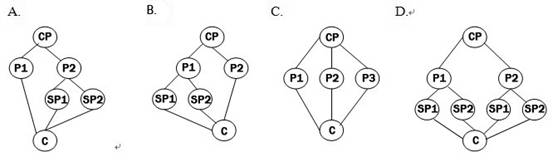 A. B. C. D.↵
CP CP CP CP
P1 P2 P1 P2 P1 P2 P3 P1 P2
SP1 SP2 SP1 SP2 SP1 SP2 SP1 SP2
C C C C
↵